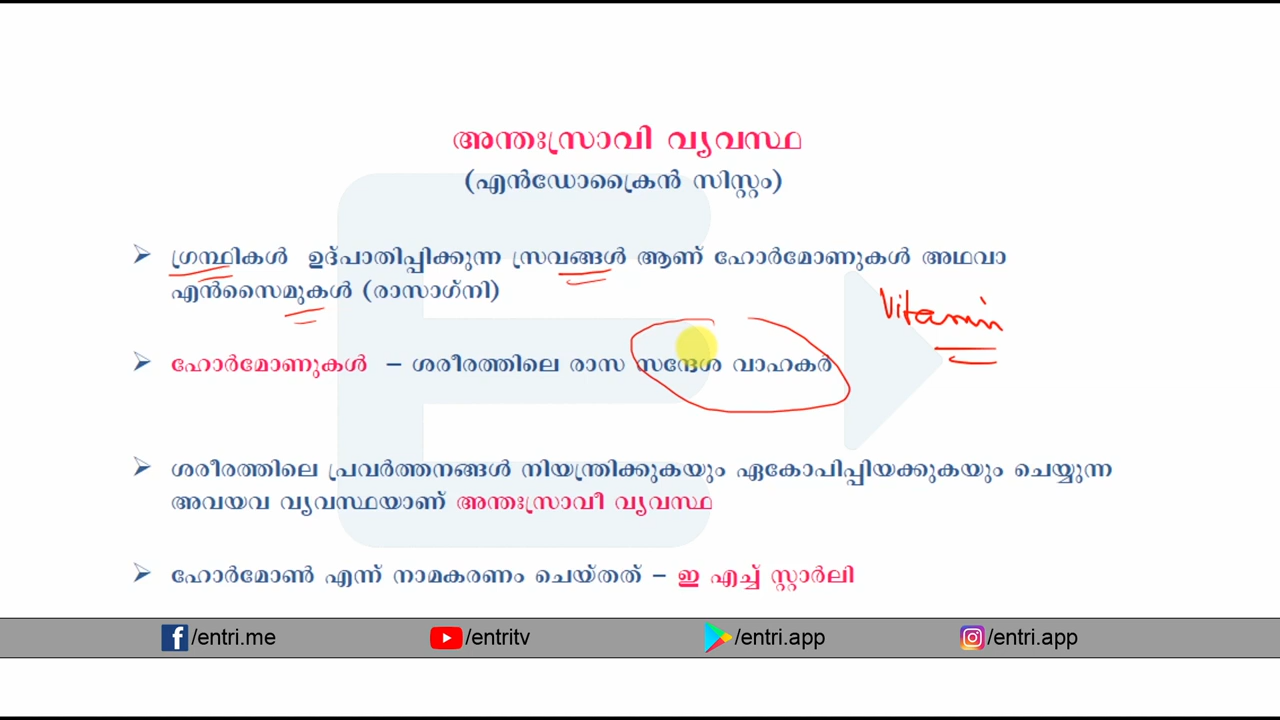 അന്തഃസ്രാവി വ്യവസ്ഥ
(എൻഡോക്രൈൻ സിസ്റ്റം)
ഗ്രന്ഥികൾ ഉദ്പാതിപ്പിക്കുന്ന സ്രവങ്ങൾ ആണ് ഹോർമോണുകൾ അഥവാ
എൻസൈമുകൾ (രാസാഗ്നി)
Vitamin
ഹോർമോണുകൾ – ശരീരത്തിലെ രാസ സന്ദേശ വാഹകർ
ശരീരത്തിലെ പ്രവർത്തനങ്ങൾ നിയന്ത്രിക്കുകയും ഏകോപിപ്പിയക്കുകയും ചെയ്യുന്ന
അവയവ വ്യവസ്ഥയാണ് അന്തഃസ്രാവീ വ്യവസ്ഥ
ഹോർമോൺ എന്ന് നാമകരണം ചെയ്തത് – ഇ എച്ച് സ്റ്റാർലി
/entri.me /entritv /entri.app /entri.app